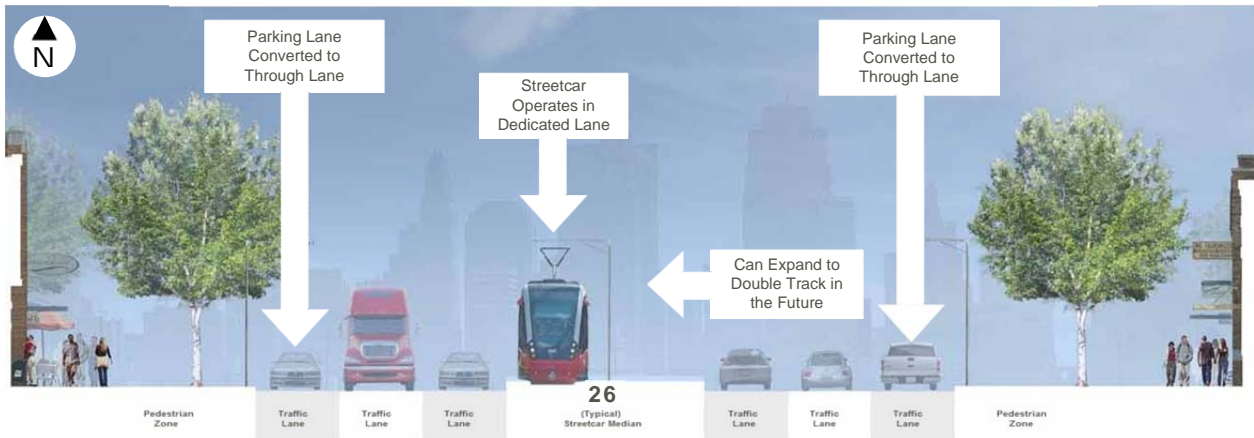 N
Parking Lane
Converted to
Through Lane
Streetcar
Operates in
Dedicated Lane
Parking Lane
Converted to
Through Lane
Can Expand to
Double Track in
the Future
26
(Typical)
Streetcar Median
Pedestrian
Zone
Traffic
Lane
Traffic
Lane
Traffic
Lane
Traffic
Lane
Traffic
Lane
Traffic
Lane
Pedestrian
Zone